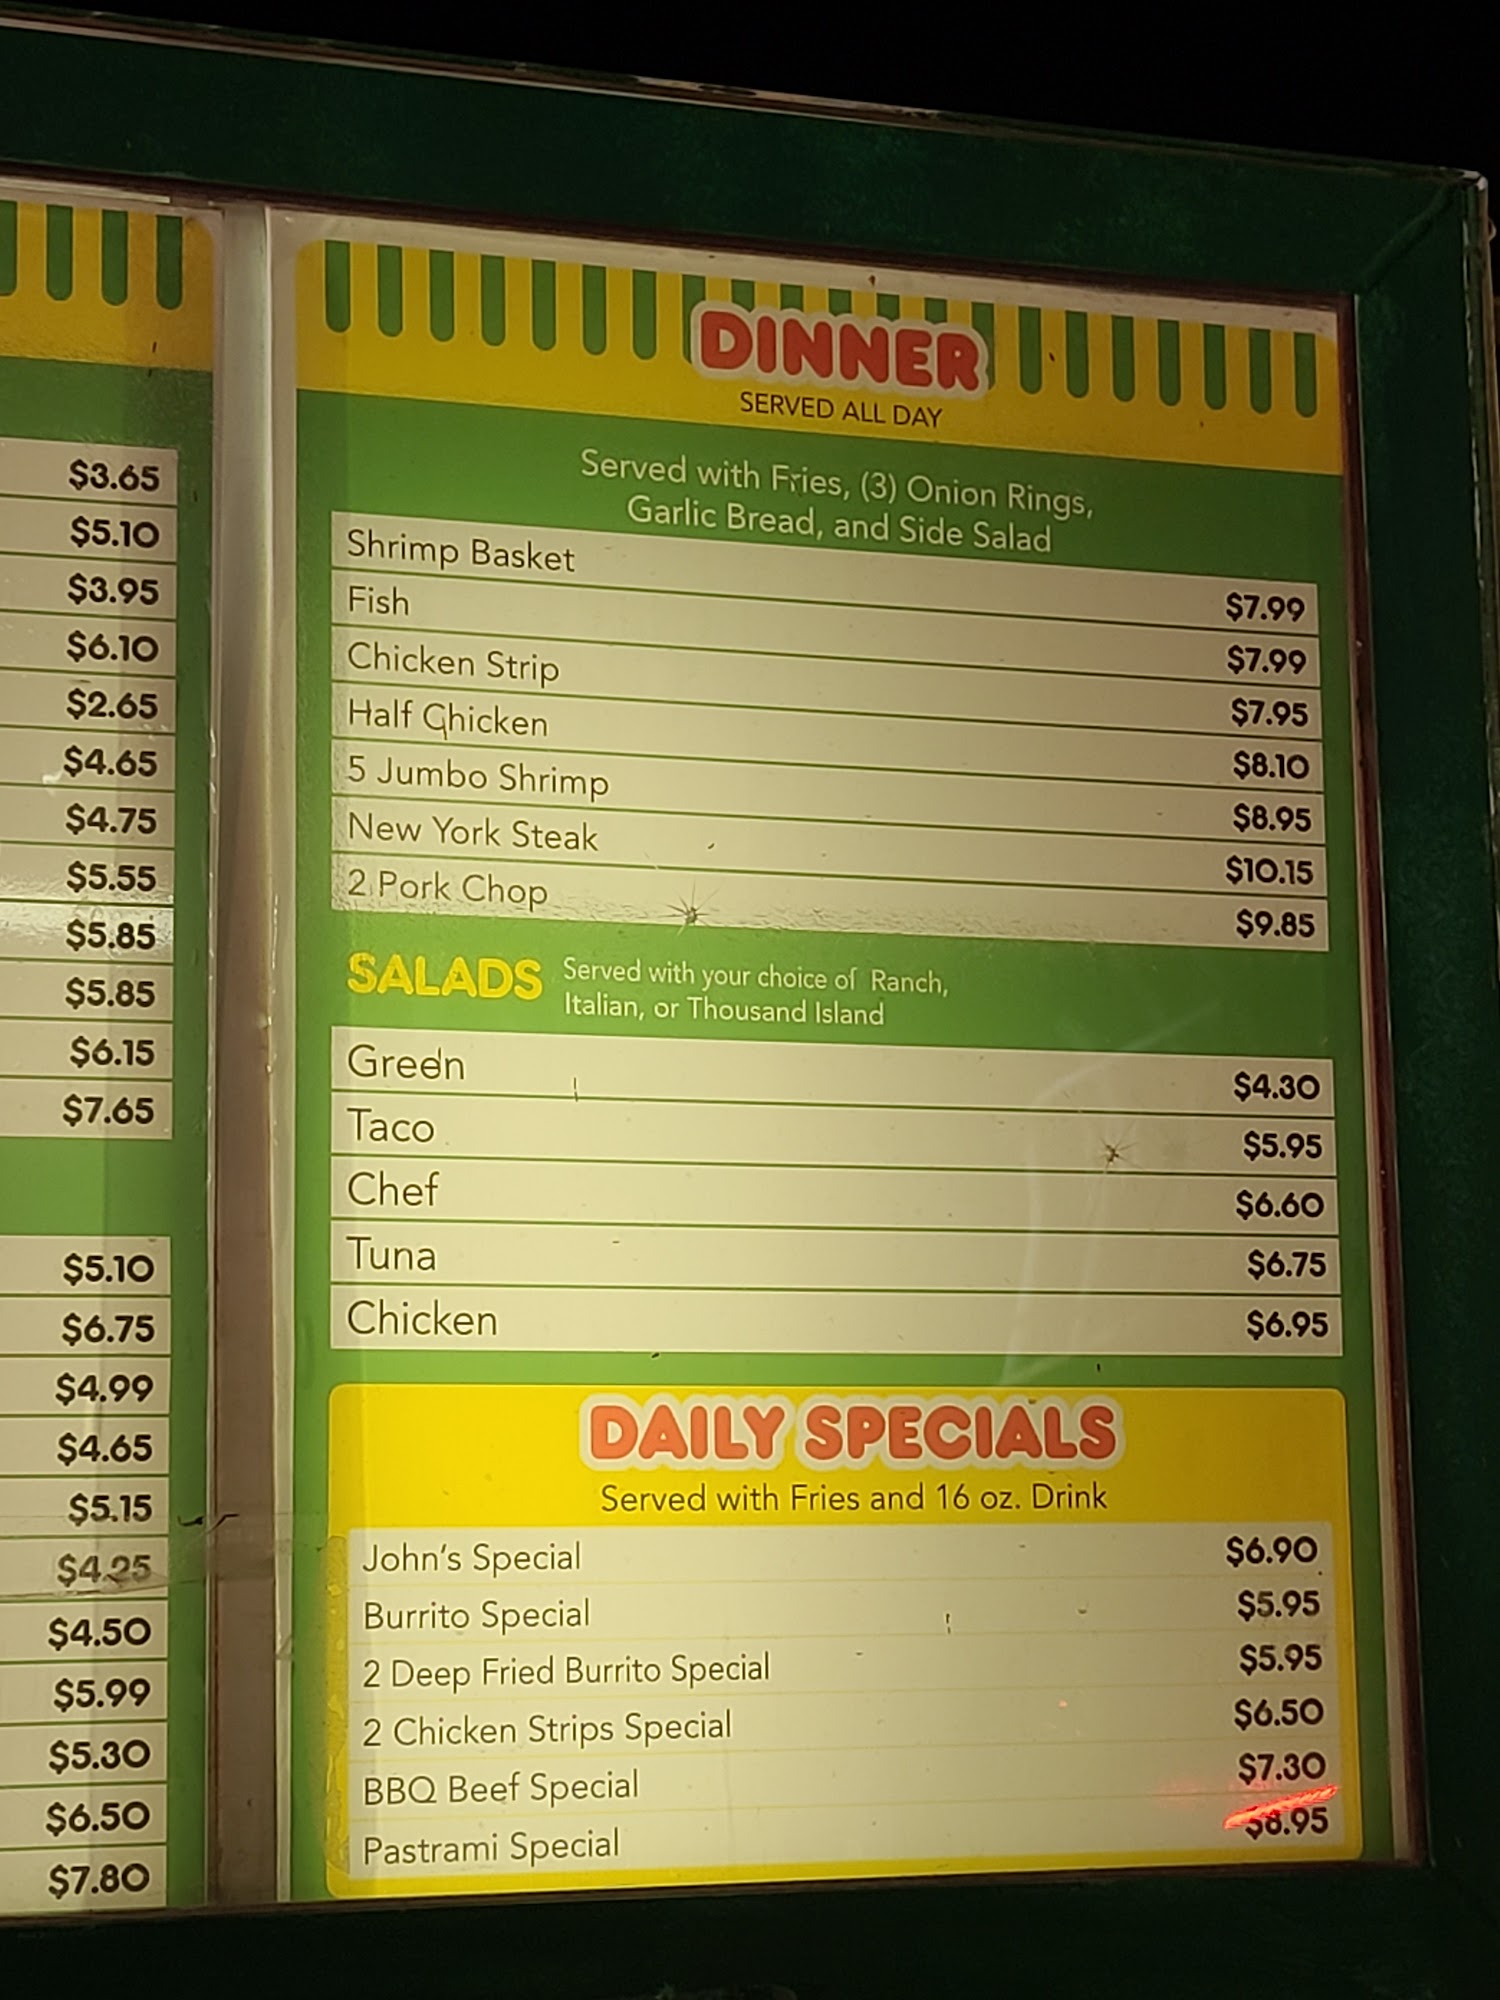 $3.65
$5.10
$3.95
$6.10
$2.65
$4.65
$4.75
$5.55
$5.85
$5.85
$6.15
$7.65
$5.10
$6.75
$4.99
$4.65
$5.15
$4.25
$4.50
$5.99
$5.30
$6.50
$7.80
DINNER
SERVED ALL DAY
Served with Fries, (3) Onion Rings,
Garlic Bread, and Side Salad
Shrimp Basket $7.99
Fish $7.99
Chicken Strip $7.95
Half Chicken $8.10
5 Jumbo Shrimp $8.95
New York Steak $10.15
2 Pork Chop $9.85
SALADS Served with your choice of Ranch,
Italian, or Thousand Island
Green $4.30
Taco $5.95
Chef $6.60
Tuna $6.75
Chicken $6.95
DAILY SPECIALS
Served with Fries and 16 oz. Drink
John's Special $6.90
Burrito Special $5.95
2 Deep Fried Burrito Special $5.95
2 Chicken Strips Special $6.50
BBQ Beef Special $7.30
Pastrami Special $8.95